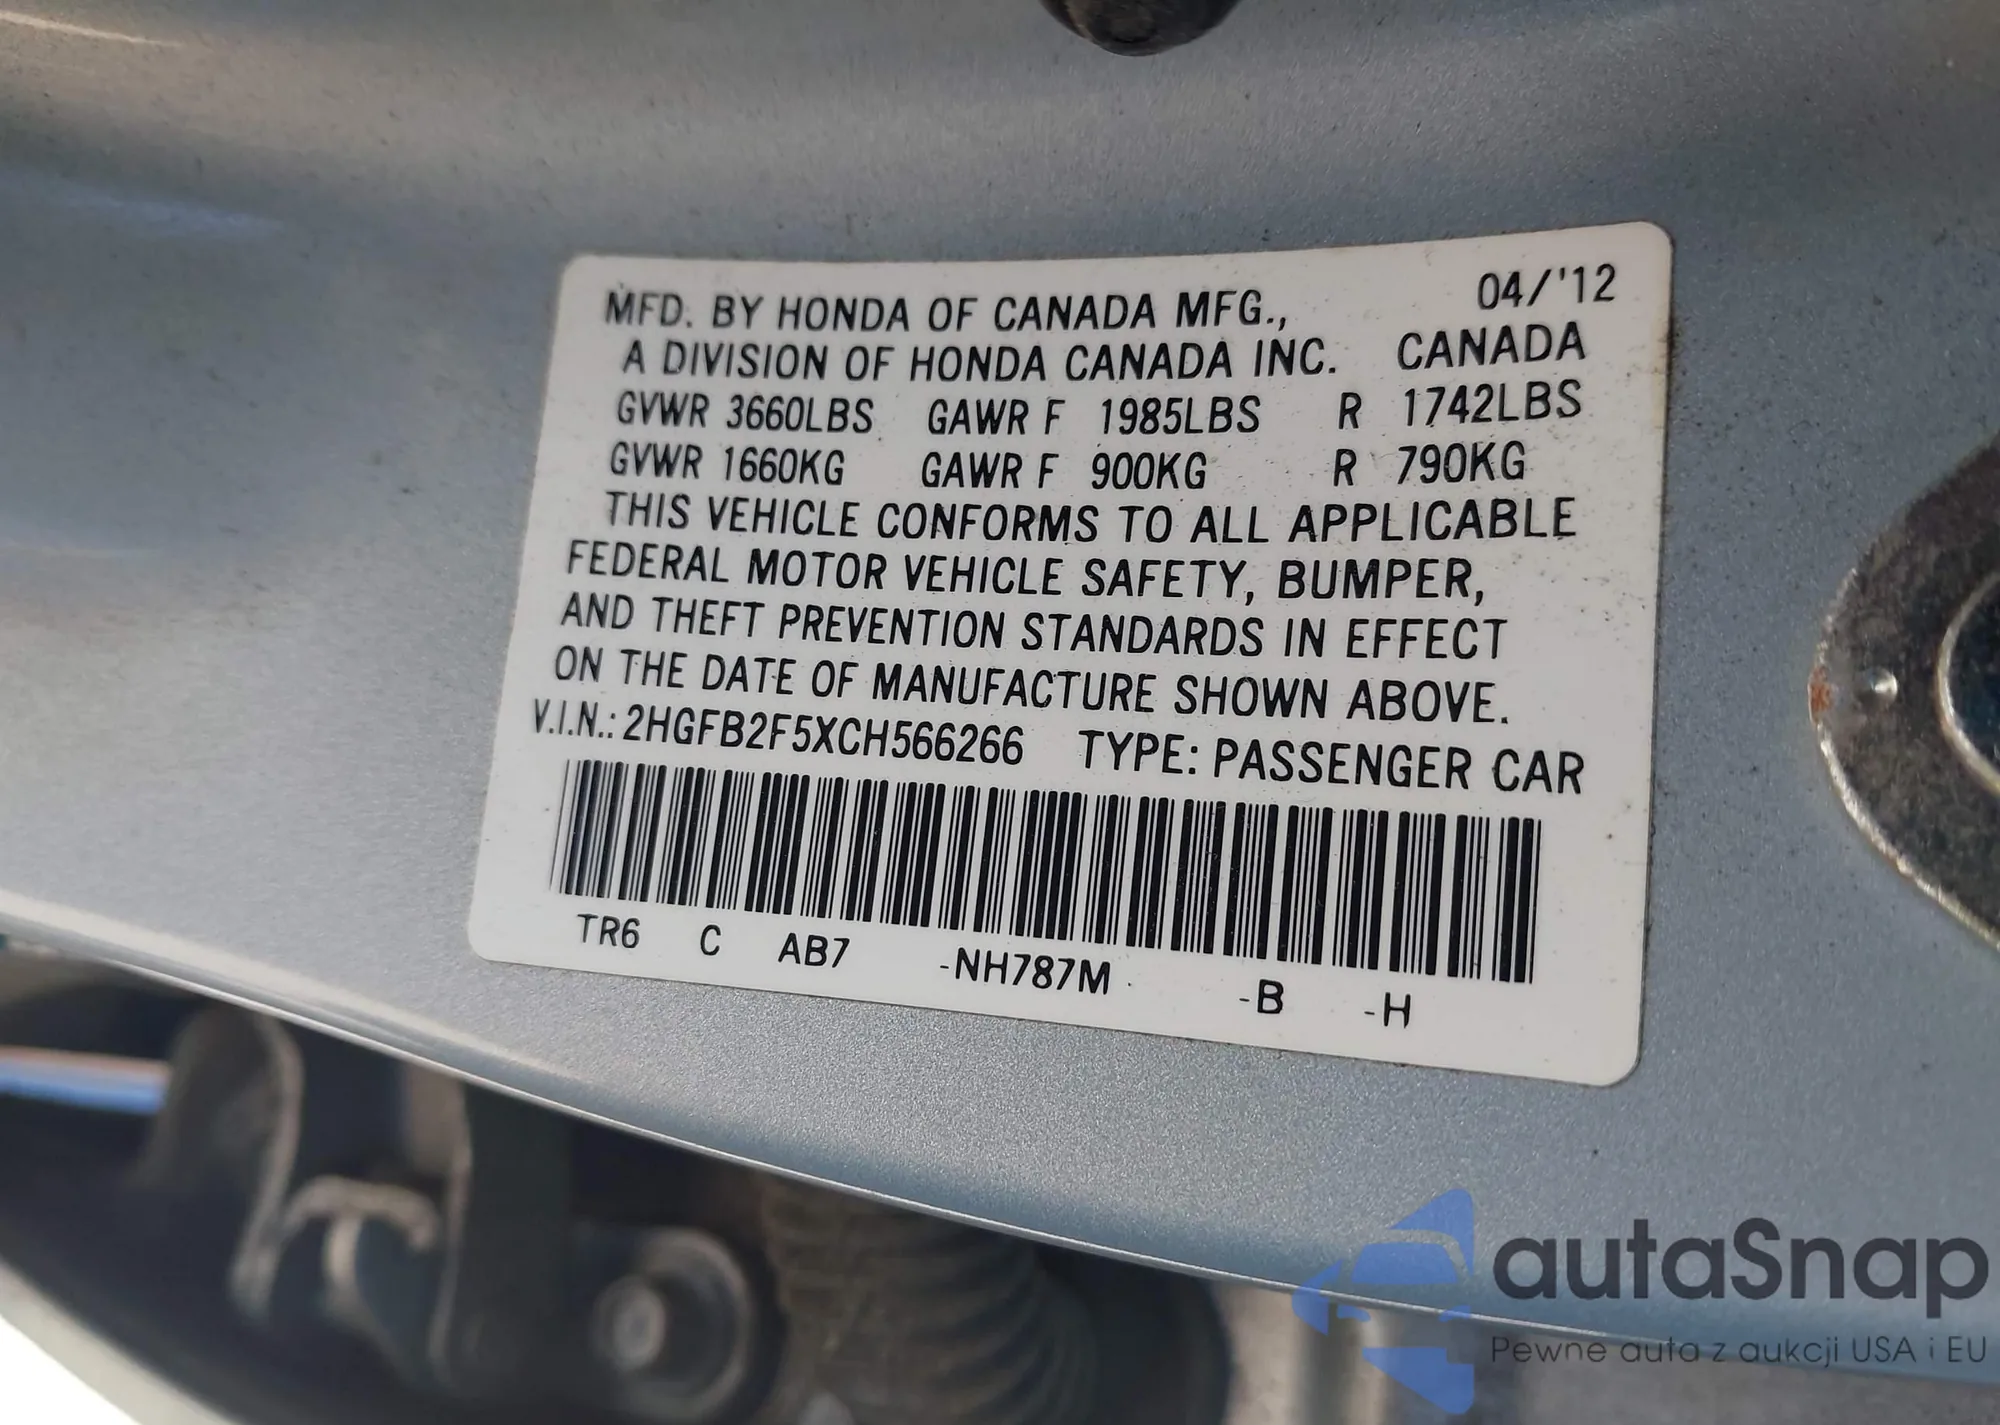 MFD. BY HONDA OF CANADA MFG., 04/'12
A DIVISION OF HONDA CANADA INC. CANADA
GVWR 3660LBS GAWR F 1985LBS R 1742LBS
GVWR 1660KG GAWR F 900KG R 790KG
THIS VEHICLE CONFORMS TO ALL APPLICABLE
FEDERAL MOTOR VEHICLE SAFETY, BUMPER,
AND THEFT PREVENTION STANDARDS IN EFFECT
ON THE DATE OF MANUFACTURE SHOWN ABOVE.
V.I.N.: 2HGFB2F5XCH566266 TYPE: PASSENGER CAR
TR6 C AB7 -NH787M -B -H
autaSnap
Pewne auta z aukcji USA i EU